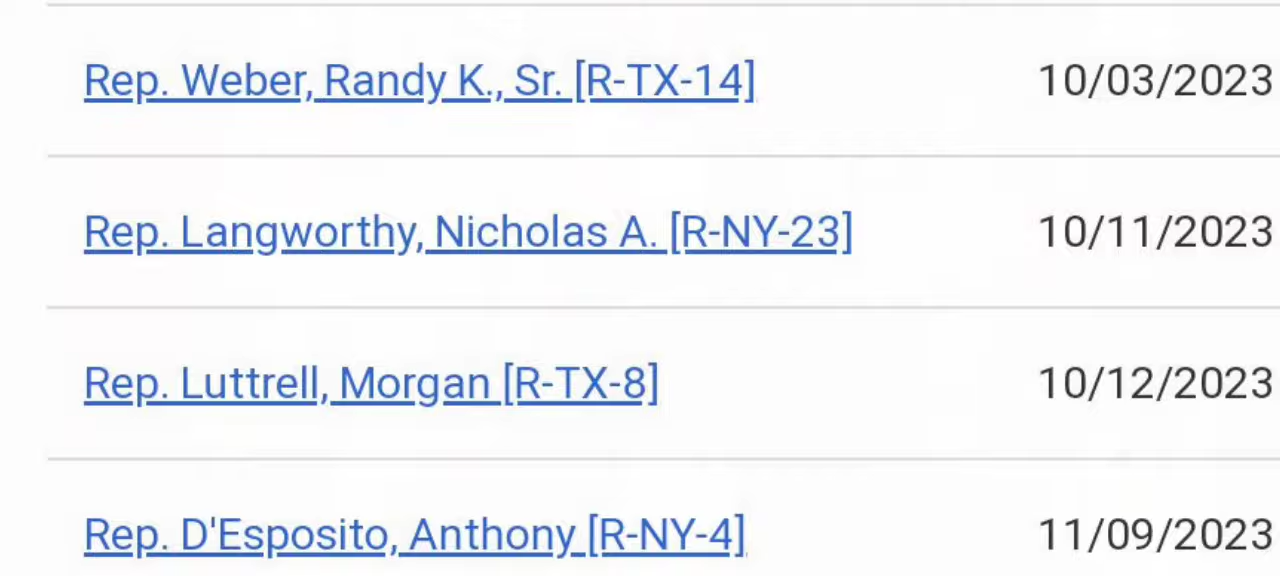 Rep. Weber, Randy K., Sr. [R-TX-14] 10/03/2023
Rep. Langworthy, Nicholas A. [R-NY-23] 10/11/2023
Rep. Luttrell, Morgan [R-TX-8] 10/12/2023
Rep. D'Esposito, Anthony [R-NY-4] 11/09/2023